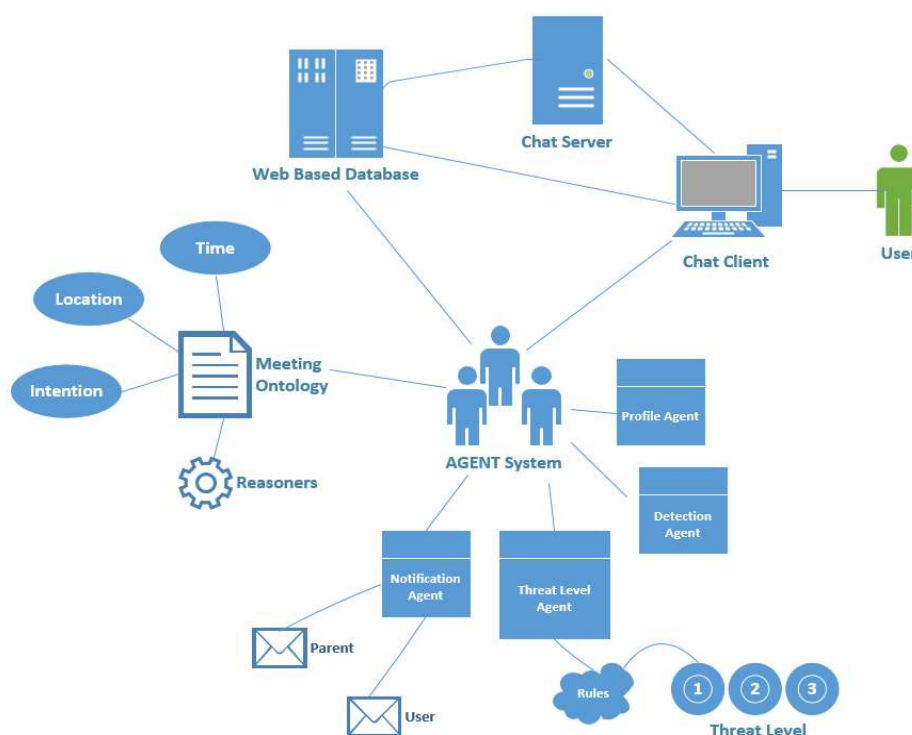 Chat Server
Web Based Database
Chat Client
User
Time
Location
Intention
Meeting
Ontology
Reasoners
AGENT System
Profile Agent
Detection
Agent
Notification
Agent
Threat Level
Agent
Parent
User
Rules
1
2
3
Threat Level